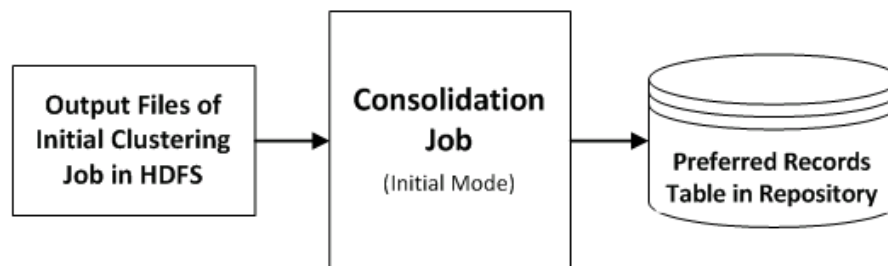 Output Files of
Initial Clustering
Job in HDFS
Consolidation
Job
(Initial Mode)
Preferred Records
Table in Repository